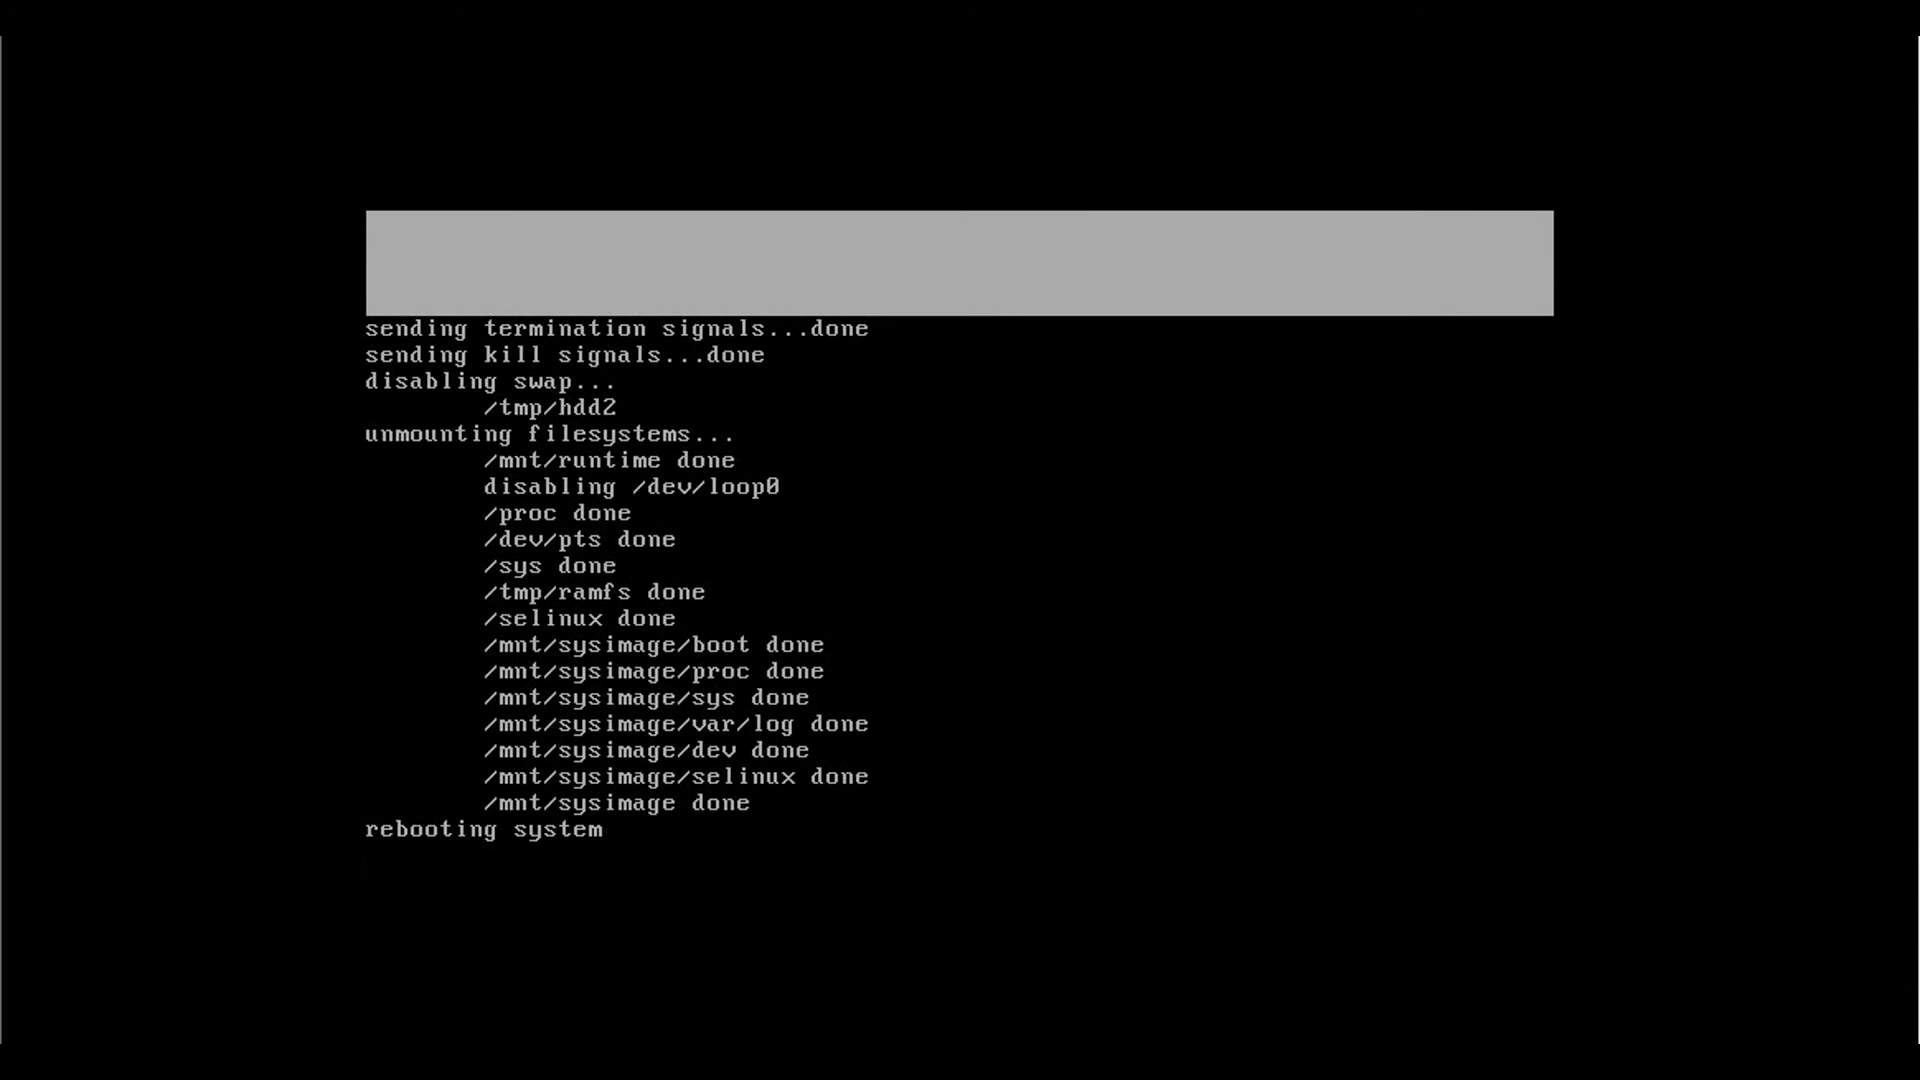 sending termination signals...done
sending kill signals...done
disabling swap...
/tmp/hdd2
unmounting filesystems...
/mnt/runtime done
disabling /dev/loop0
/proc done
/dev/pts done
/sys done
/tmp/ramfs done
/selinux done
/mnt/sysimage/boot done
/mnt/sysimage/proc done
/mnt/sysimage/sys done
/mnt/sysimage/var/log done
/mnt/sysimage/dev done
/mnt/sysimage/selinux done
/mnt/sysimage done
rebooting system